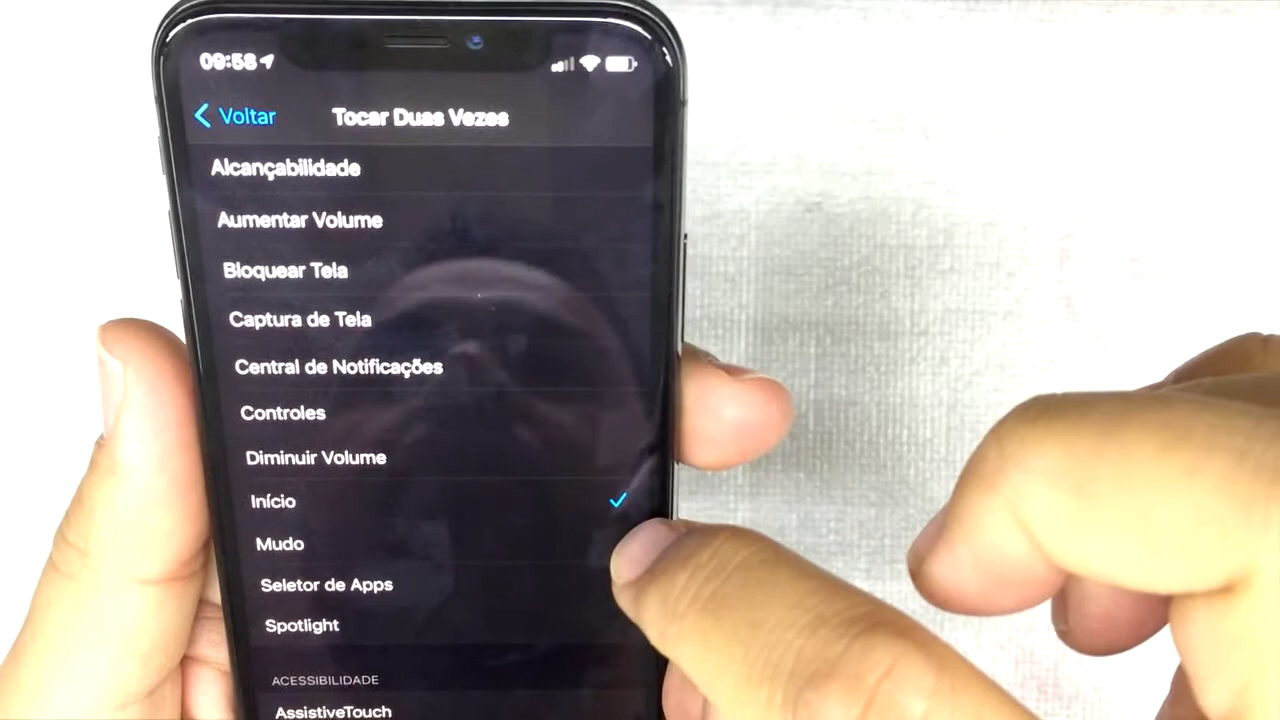 09:58
Voltar
Tocar Duas Vezes
Alcançabilidade
Aumentar Volume
Bloquear Tela
Captura de Tela
Central de Notificações
Controles
Diminuir Volume
Início
Mudo
Seletor de Apps
Spotlight
ACESSIBILIDADE
AssistiveTouch